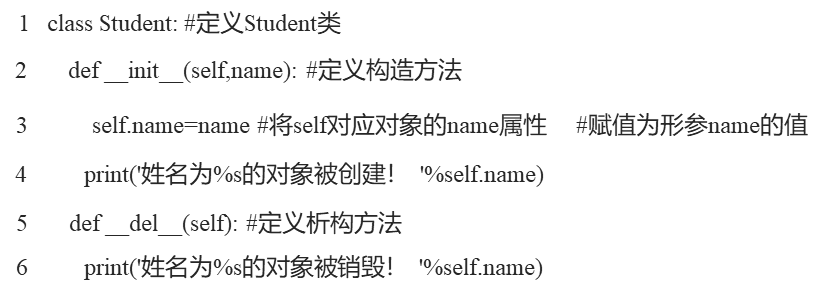 1 class Student: #定义Student类
2 def __init__(self,name): #定义构造方法
3 self.name=name #将self对应对象的name属性 #赋值为形参name的值
4 print('姓名为%s的对象被创建！ '%self.name)
5 def __del__(self): #定义析构方法
6 print('姓名为%s的对象被销毁！ '%self.name)